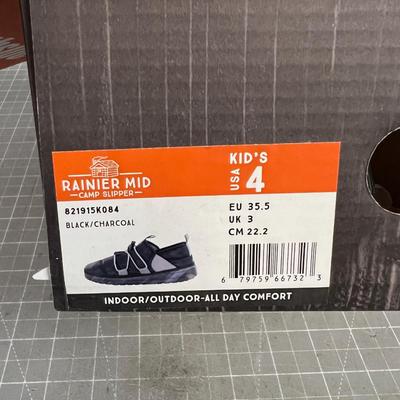 RAINIER MID
CAMP SLIPPER
821915K084
BLACK/CHARCOAL
KID'S
USA 4
EU 35.5
UK 3
CM 22.2
6 79759 66732 3
INDOOR/OUTDOOR-ALL DAY COMFORT